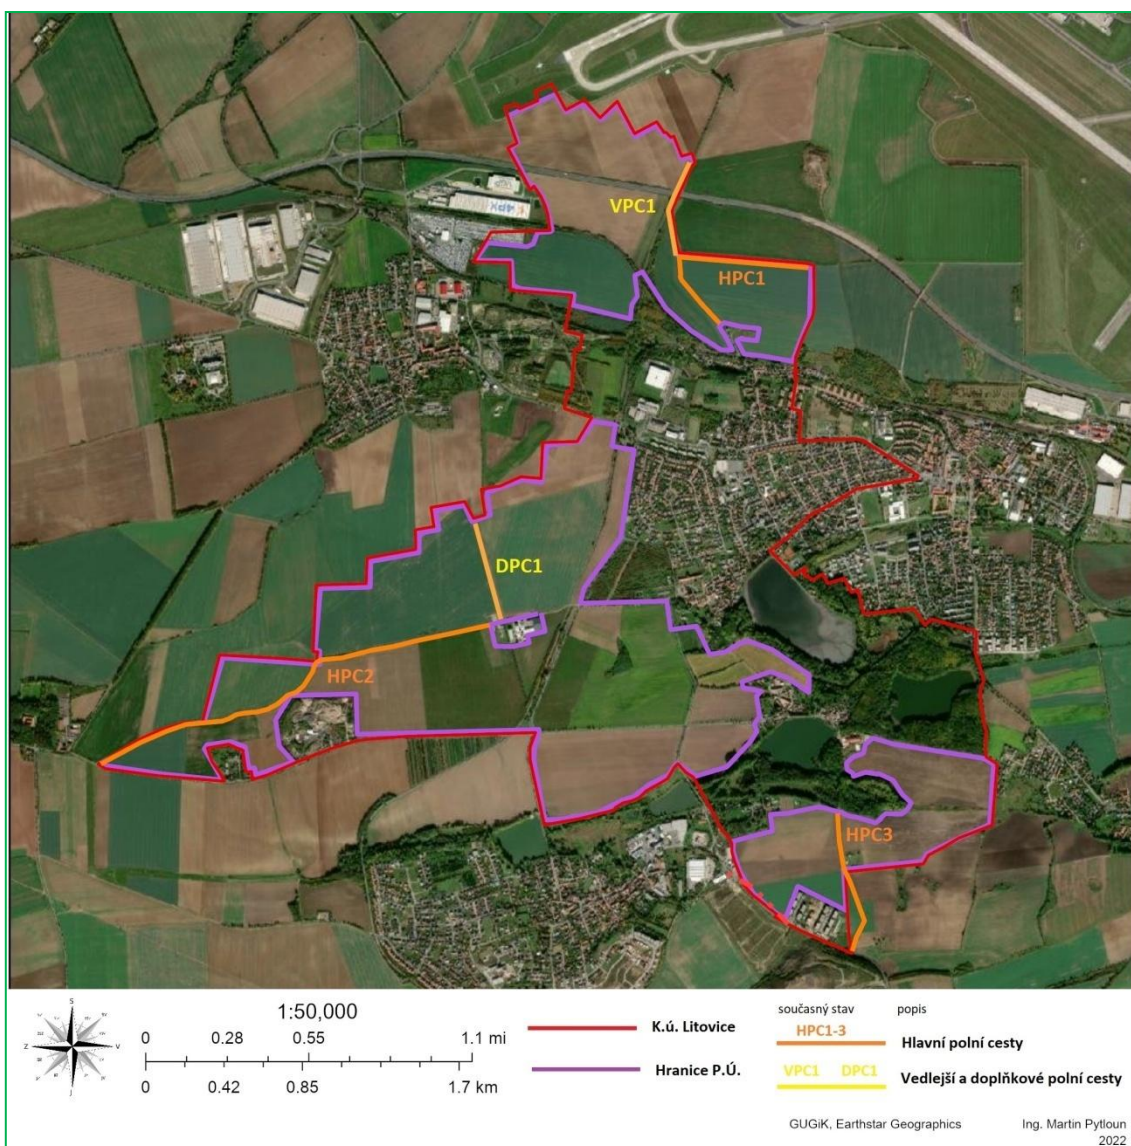 VPC1
HPC1
DPC1
HPC2
HPC3
1:50,000
0 0.28 0.55 1.1 mi
0 0.42 0.85 1.7 km
S
Z V
J
K.ú. Litovice
Hranice P.Ú.
současný stav popis
HPC1-3 Hlavní polní cesty
VPC1 DPC1 Vedlejší a doplňkové polní cesty
GUGiK, Earthstar Geographics Ing. Martin Pytloun
2022